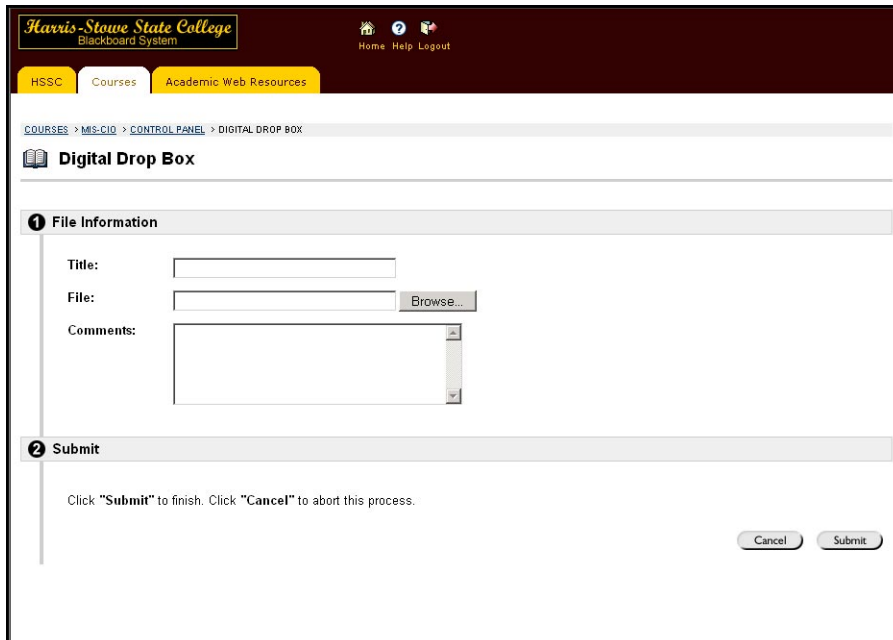 Harris-Stowe State College
Blackboard System
Home Help Logout
HSSC Courses Academic Web Resources
COURSES > MIS-CIO > CONTROL PANEL > DIGITAL DROP BOX
Digital Drop Box
1 File Information
Title:
File: Browse...
Comments:
2 Submit
Click "Submit" to finish. Click "Cancel" to abort this process.
Cancel Submit